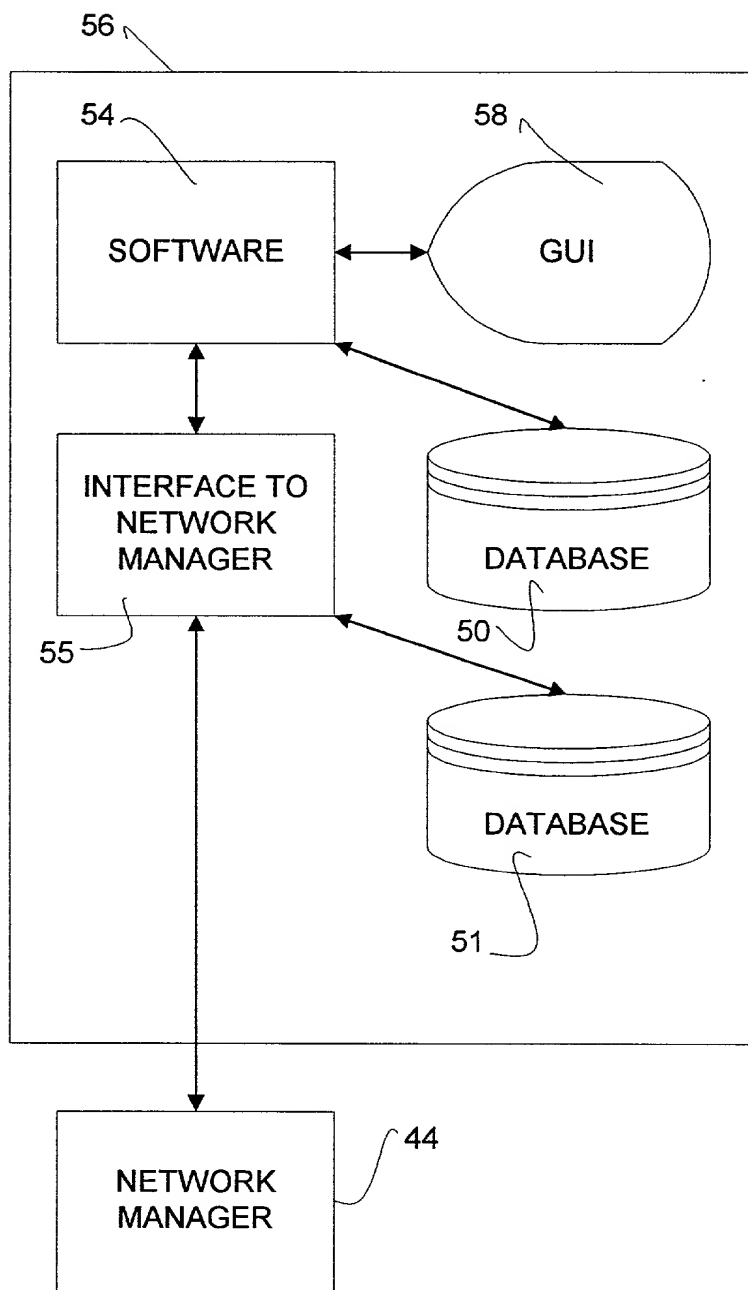 56
54
58
SOFTWARE
GUI
INTERFACE TO
NETWORK
MANAGER
DATABASE
50
55
DATABASE
51
44
NETWORK
MANAGER